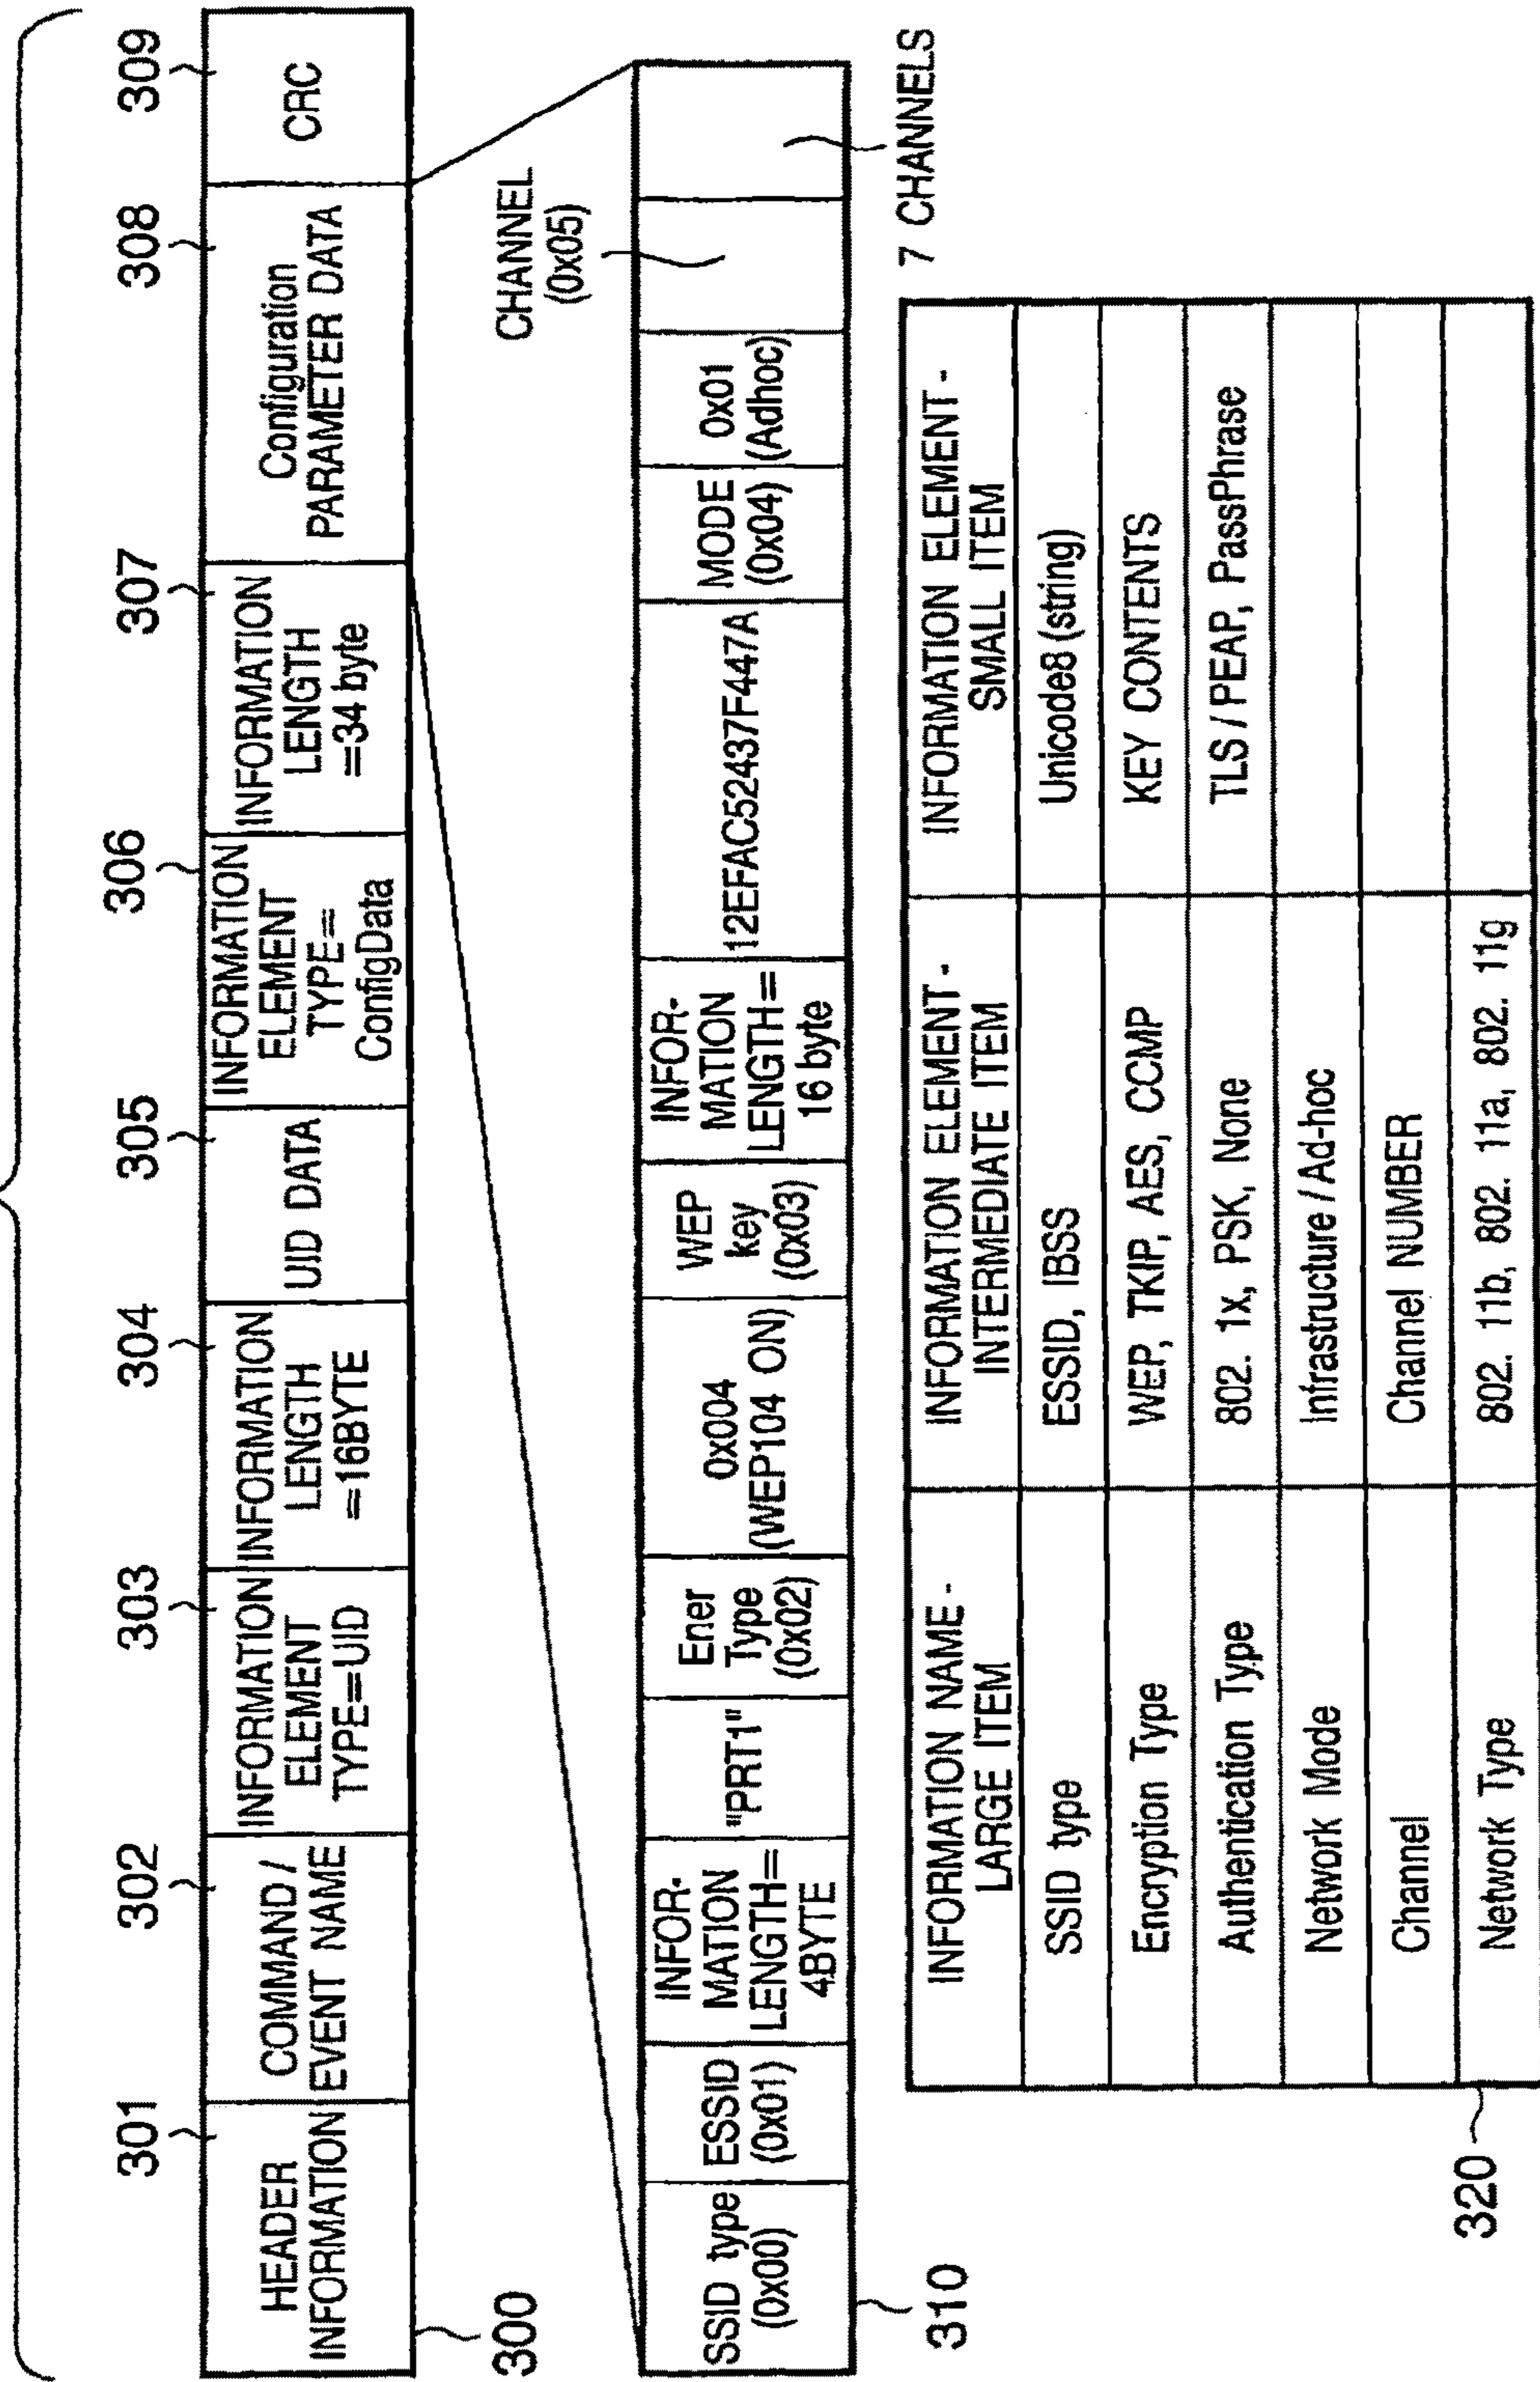 301
HEADER
INFORMATION
302
COMMAND /
EVENT NAME
303
INFORMATION
ELEMENT
TYPE=UID
304
INFORMATION
LENGTH
=16BYTE
305
UID DATA
306
INFORMATION
ELEMENT
TYPE=
ConfigData
307
INFORMATION
LENGTH
=34 byte
308
Configuration
PARAMETER DATA
309
CRC
300
SSID type
(0x00)
ESSID
(0x01)
INFOR-
MATION
LENGTH=
4BYTE
"PRT1"
Ener
Type
(0x02)
0x004
(WEP104 ON)
WEP
key
(0x03)
INFOR-
MATION
LENGTH=
16 byte
12EFAC52437F447A
MODE
(0x04)
0x01
(Adhoc)
CHANNEL
(0x05)
7 CHANNELS
310
INFORMATION NAME -
LARGE ITEM
INFORMATION ELEMENT -
INTERMEDIATE ITEM
INFORMATION ELEMENT -
SMALL ITEM
SSID type
ESSID, IBSS
Unicode8 (string)
Encryption Type
WEP, TKIP, AES, CCMP
KEY CONTENTS
Authentication Type
802. 1x, PSK, None
TLS / PEAP, PassPhrase
Network Mode
Infrastructure / Ad-hoc
Channel
Channel NUMBER
Network Type
802. 11b, 802. 11a, 802. 11g
320